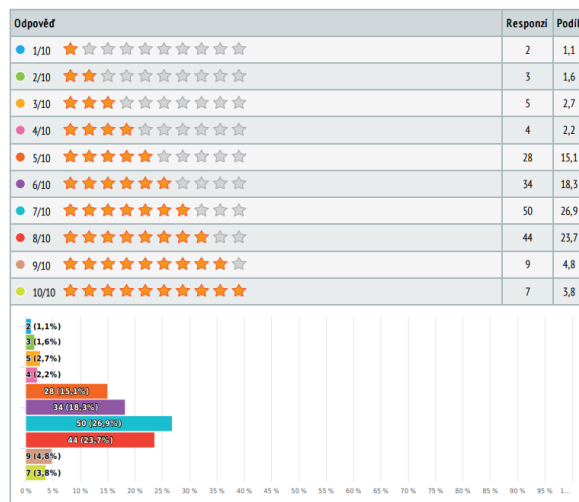 Odpověď Responzí Podíl
1/10 2 1,1
2/10 3 1,6
3/10 5 2,7
4/10 4 2,2
5/10 28 15,1
6/10 34 18,3
7/10 50 26,9
8/10 44 23,7
9/10 9 4,8
10/10 7 3,8
2 (1,1%)
3 (1,6%)
5 (2,7%)
4 (2,2%)
28 (15,1%)
34 (18,3%)
50 (26,9%)
44 (23,7%)
9 (4,8%)
7 (3,8%)
0 % 5 % 10 % 15 % 20 % 25 % 30 % 35 % 40 % 45 % 50 % 55 % 60 % 65 % 70 % 75 % 80 % 85 % 90 % 95 % 1…